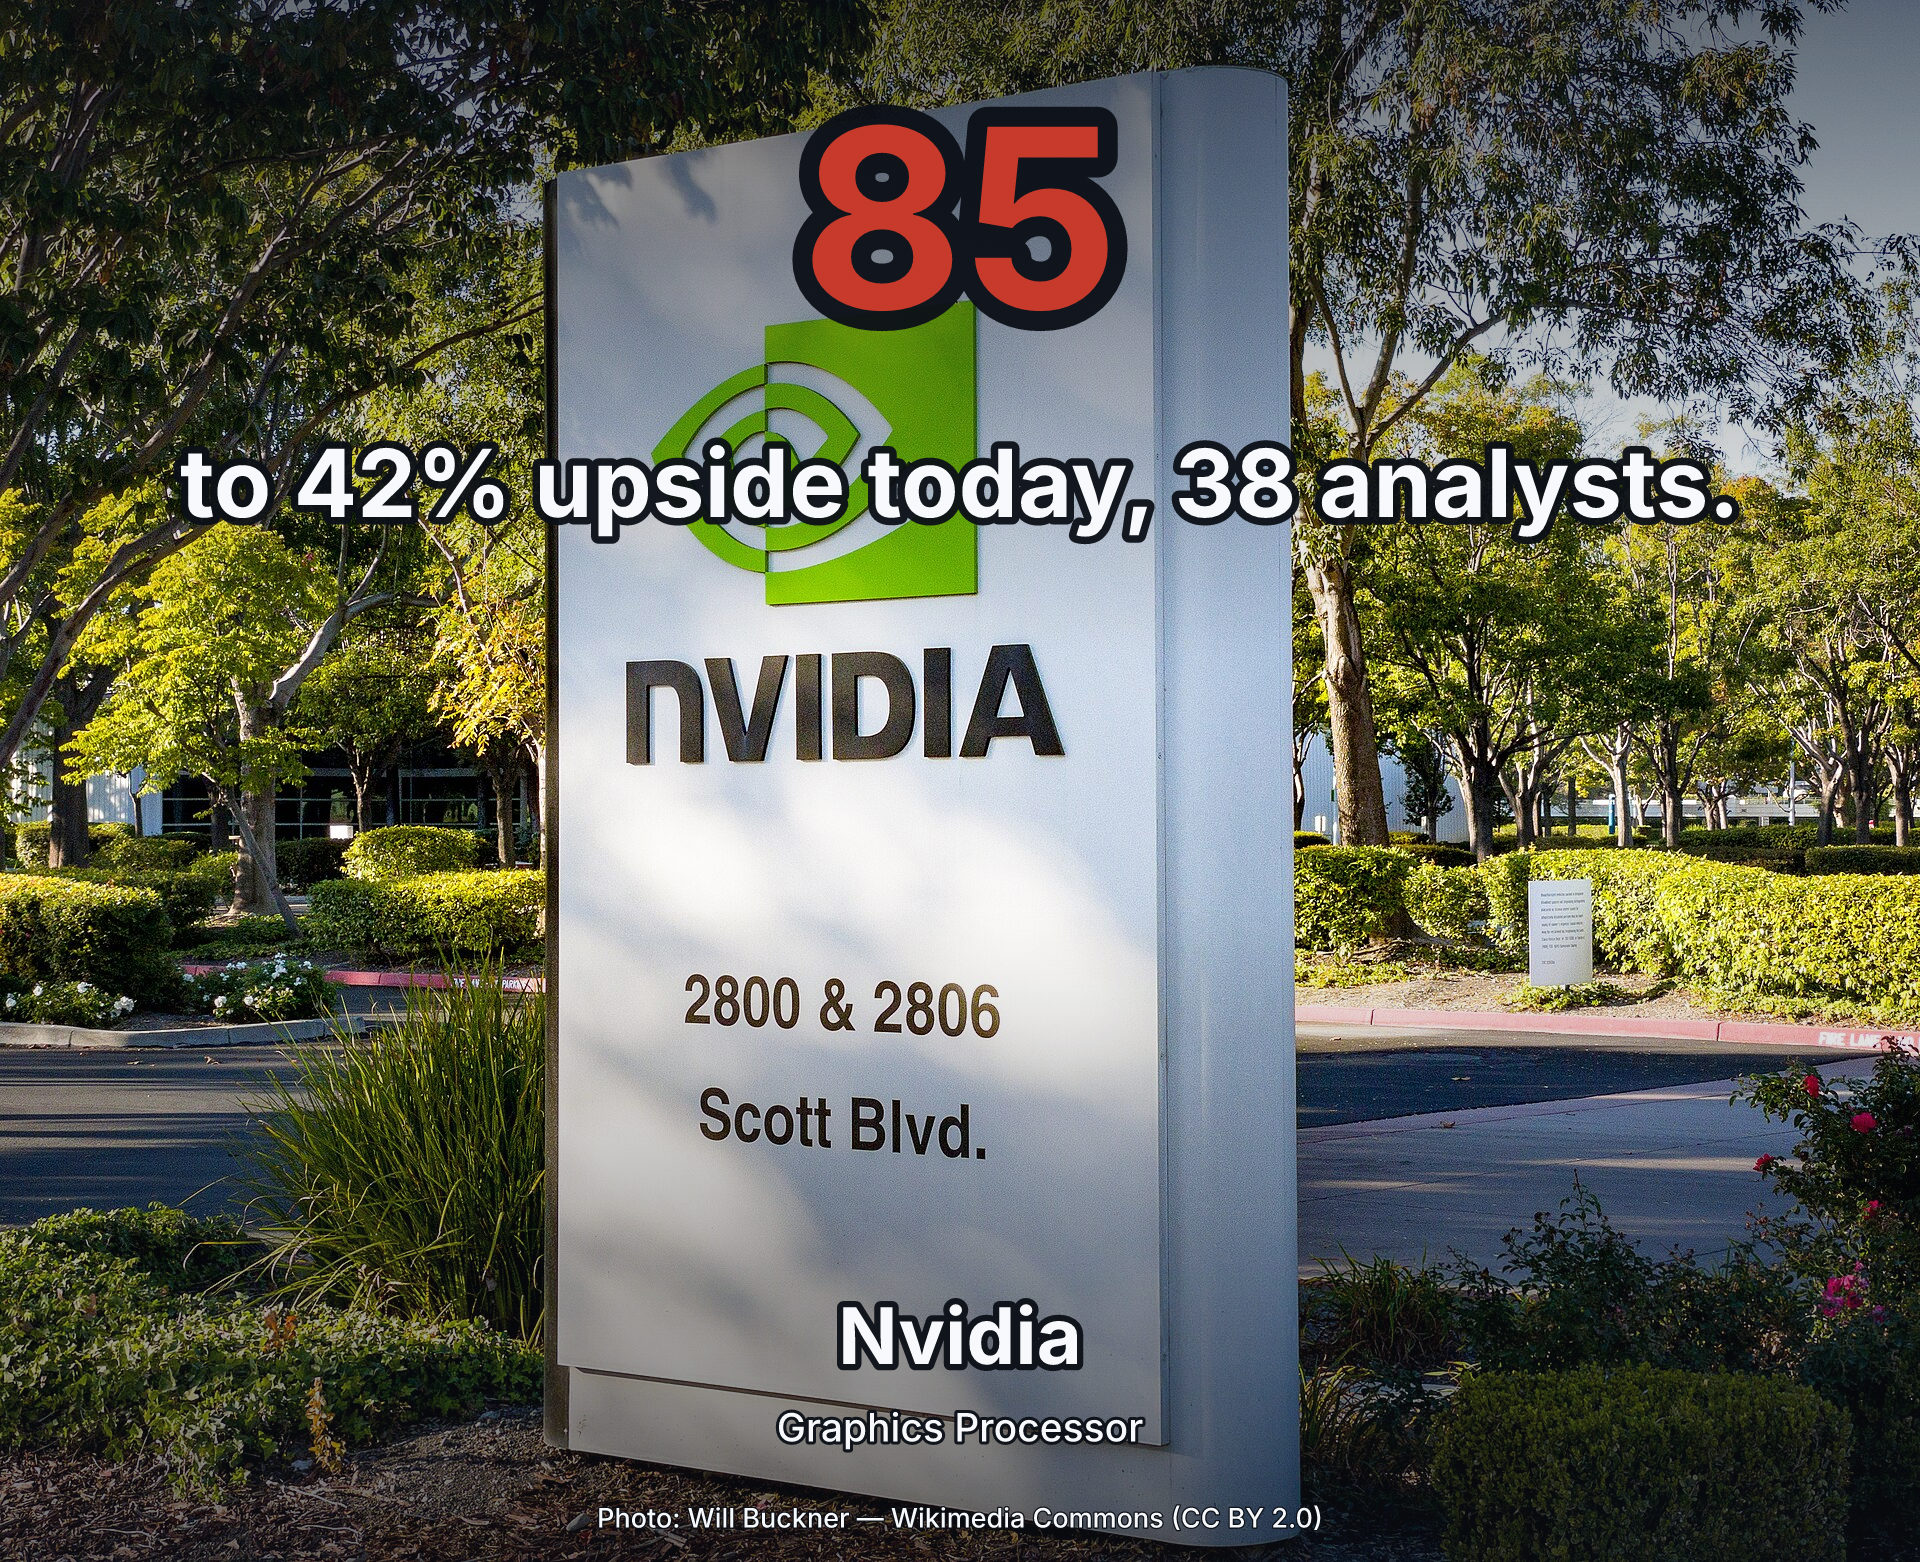 85
to 42% upside today, 38 analysts.
NVIDIA
2800 & 2806
Scott Blvd.
Nvidia
Graphics Processor
Photo: Will Buckner — Wikimedia Commons (CC BY 2.0)